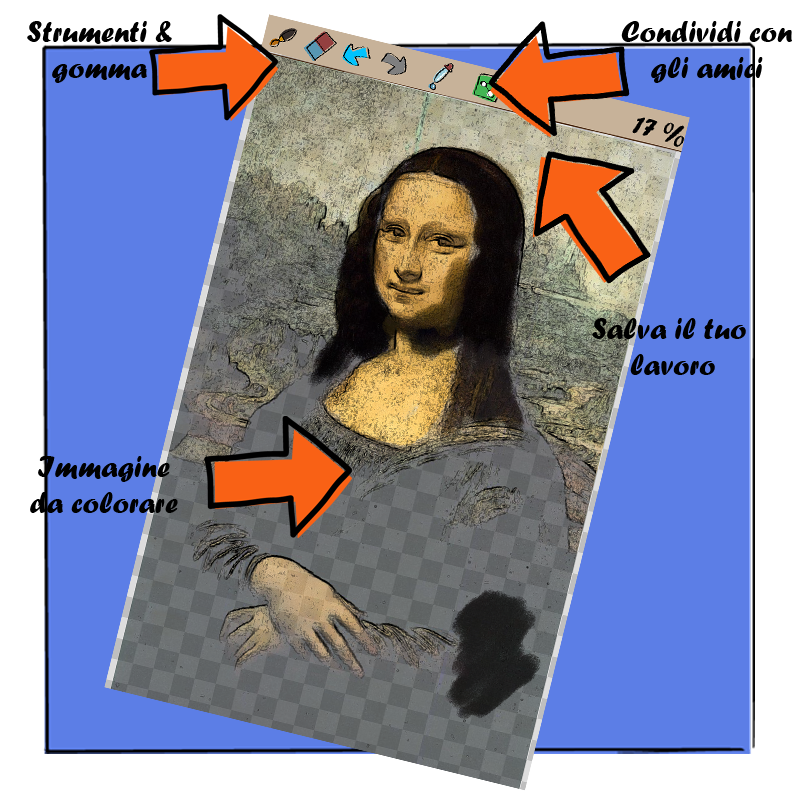 Strumenti &
gomma
Condividi con
gli amici
17 %
Salva il tuo
lavoro
Immagine
da colorare